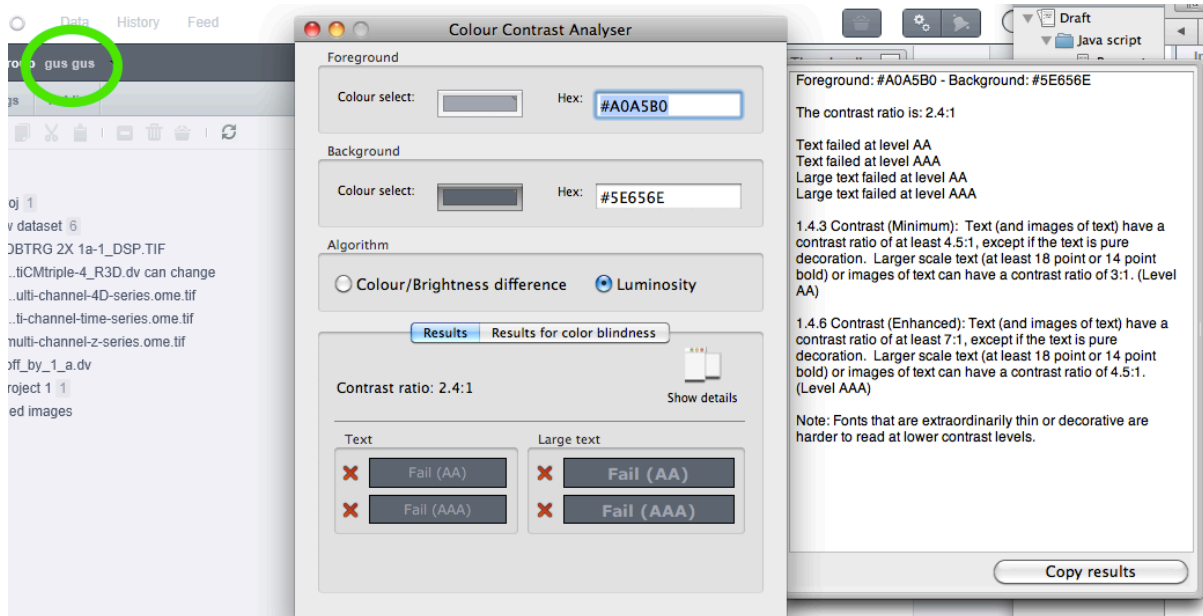 Data History Feed
gus gus
oj 1
dataset 6
DBTRG 2X 1a-1_DSP.TIF
...tiCMtriple-4_R3D.dv can change
...ulti-channel-4D-series.ome.tif
...ti-channel-time-series.ome.tif
multi-channel-z-series.ome.tif
off_by_1_a.dv
roject 1 1
ed images
Colour Contrast Analyser
Foreground
Colour select:
Hex: #A0A5B0
Background
Colour select:
Hex: #5E656E
Algorithm
Colour/Brightness difference Luminosity
Results Results for color blindness
Contrast ratio: 2.4:1
Show details
Text Large text
Fail (AA) Fail (AA)
Fail (AAA) Fail (AAA)
Draft
Java script
Foreground: #A0A5B0 - Background: #5E656E
The contrast ratio is: 2.4:1
Text failed at level AA
Text failed at level AAA
Large text failed at level AA
Large text failed at level AAA
1.4.3 Contrast (Minimum): Text (and images of text) have a
contrast ratio of at least 4.5:1, except if the text is pure
decoration. Larger scale text (at least 18 point or 14 point
bold) or images of text can have a contrast ratio of 3:1. (Level
AA)
1.4.6 Contrast (Enhanced): Text (and images of text) have a
contrast ratio of at least 7:1, except if the text is pure
decoration. Larger scale text (at least 18 point or 14 point
bold) or images of text can have a contrast ratio of 4.5:1.
(Level AAA)
Note: Fonts that are extraordinarily thin or decorative are
harder to read at lower contrast levels.
Copy results